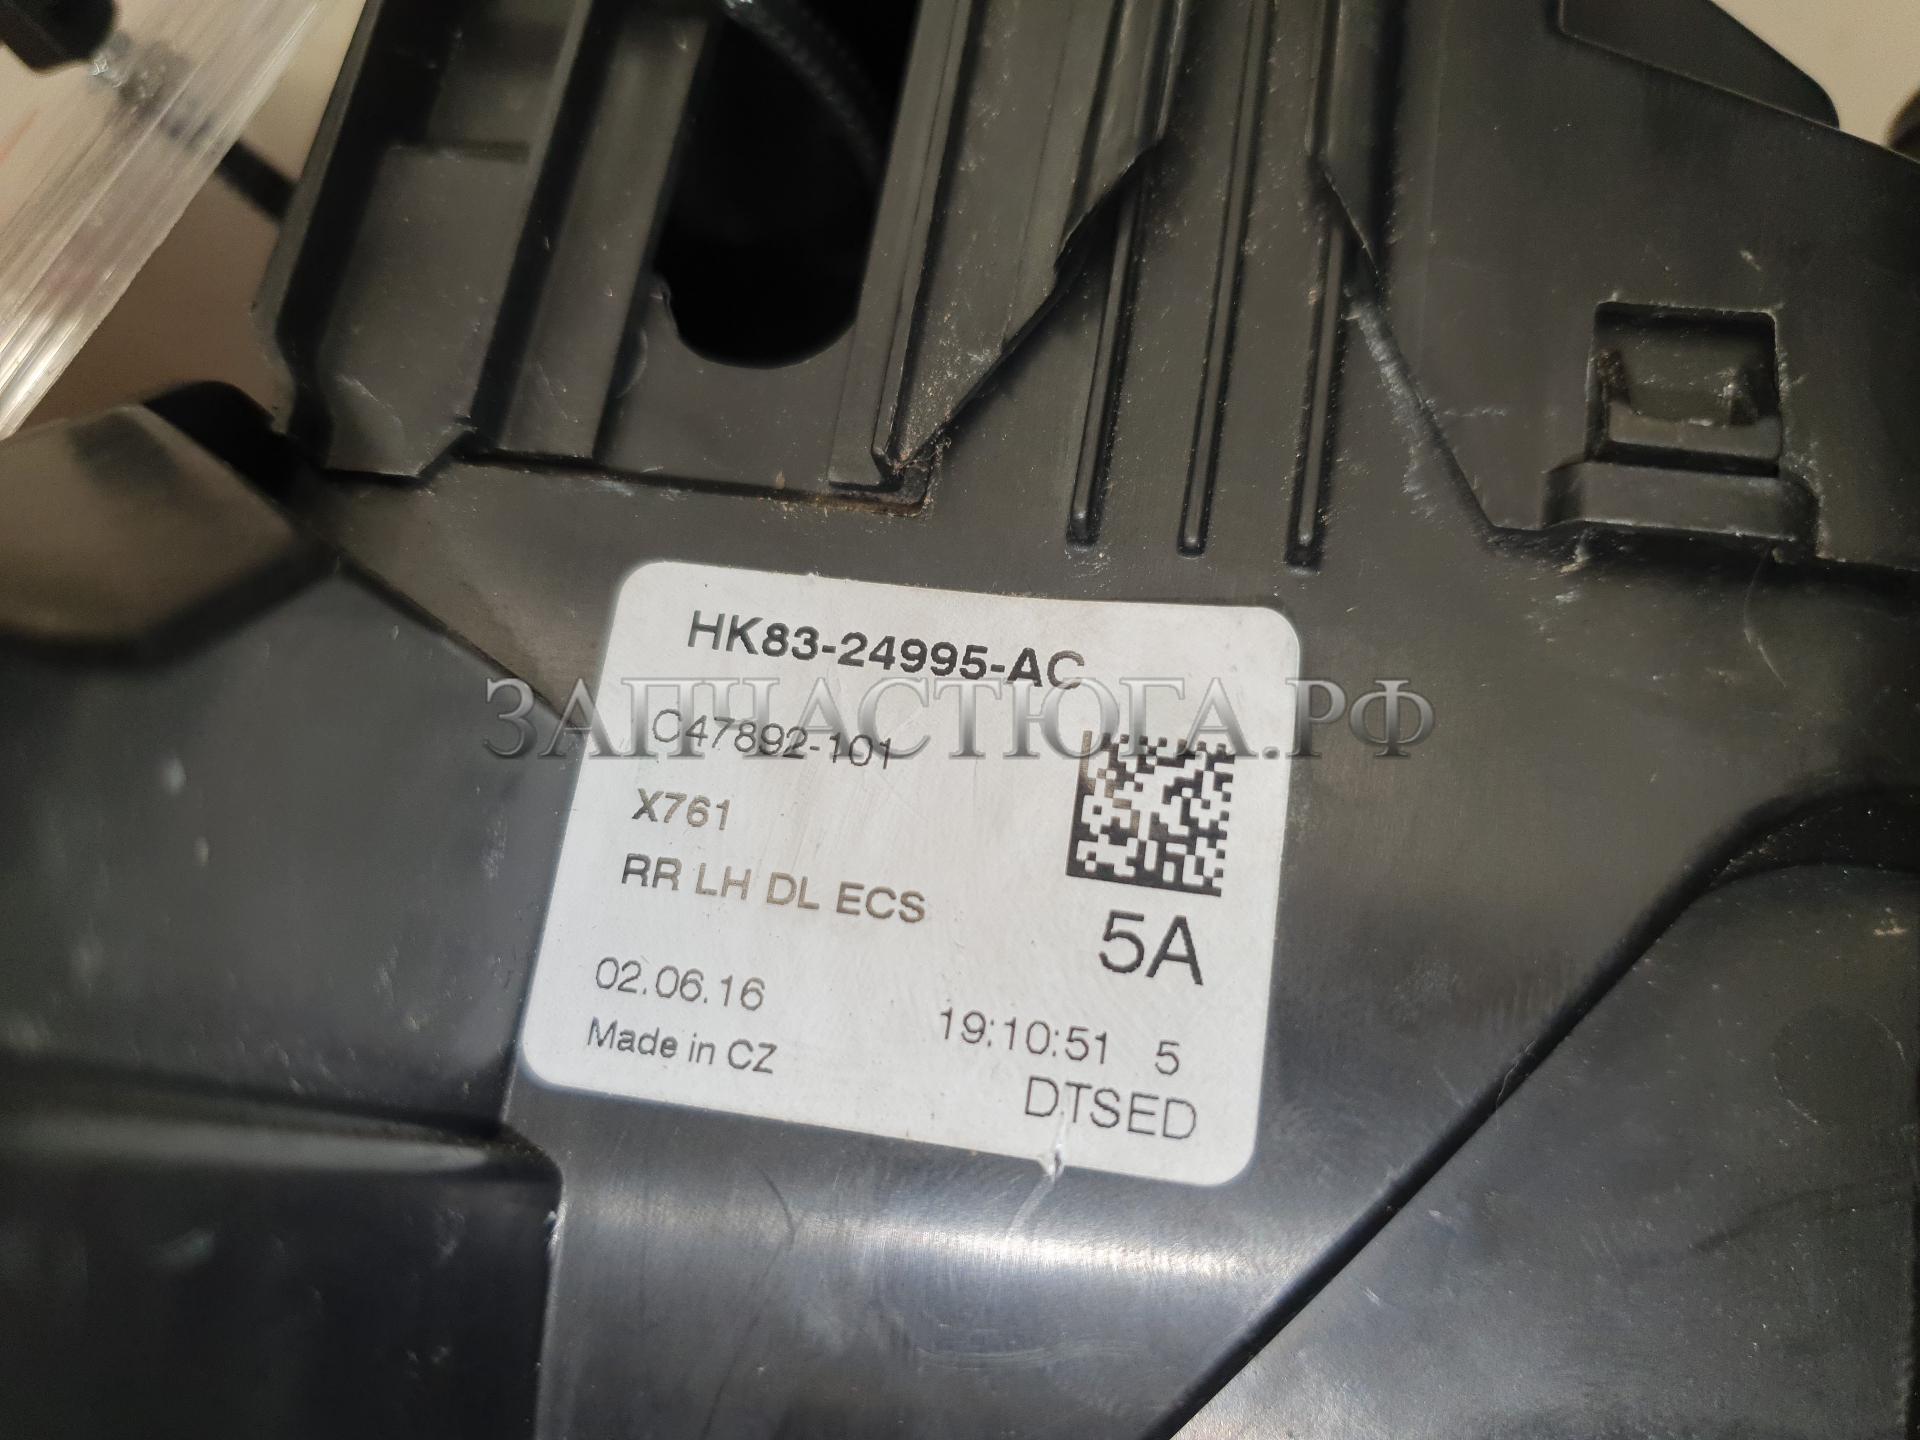 HK83-24995-AC
ЗАПЧАСТЮГА.РФ
C47892-101
X761
RR LH DL ECS
5A
02.06.16
19:10:51 5
Made in CZ
DTSED